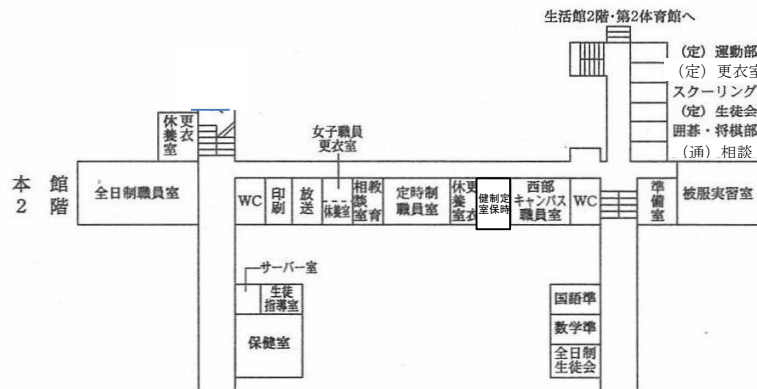 生活館2階・第2体育館へ
(定) 運動部
(定) 更衣室
スクーリング
(定) 生徒会
囲碁・将棋部
(通) 相談
更衣
休養室
女子職員
更衣室
本館
2階
全日制職員室
WC
印刷
放送
休養室
教育
相談室
定時制
職員室
更衣
休養室
定時
制保
健室
西部
キャンパス
職員室
WC
準備室
被服実習室
サーバー室
生徒
指導室
保健室
国語準
数学準
全日制
生徒会